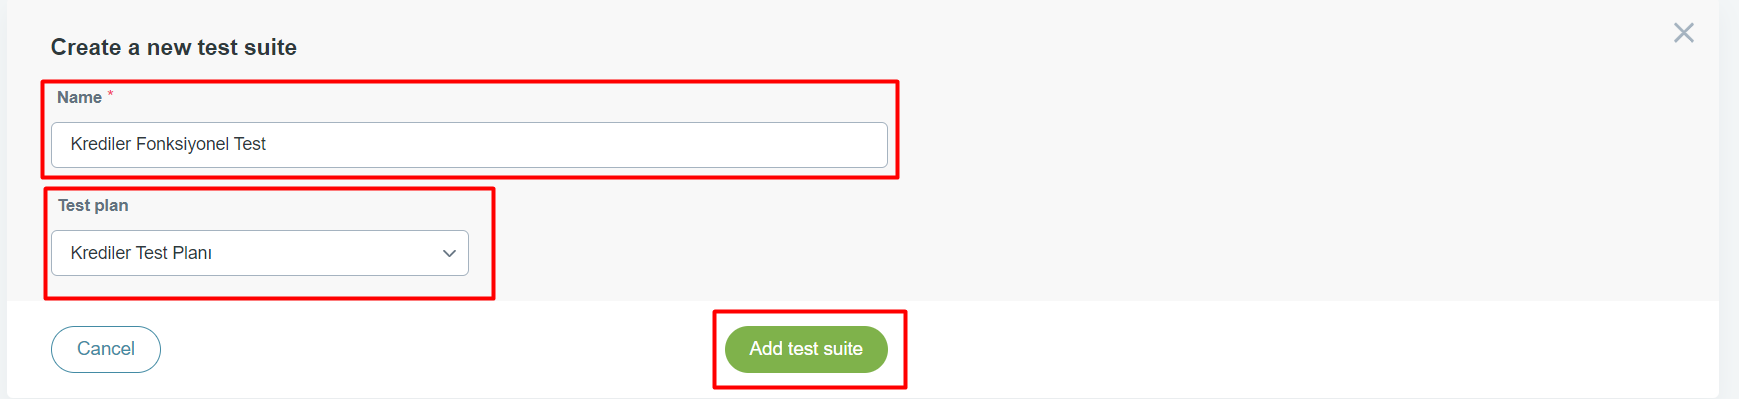 Create a new test suite
Name *
Krediler Fonksiyonel Test
Test plan
Krediler Test Planı
Cancel
Add test suite